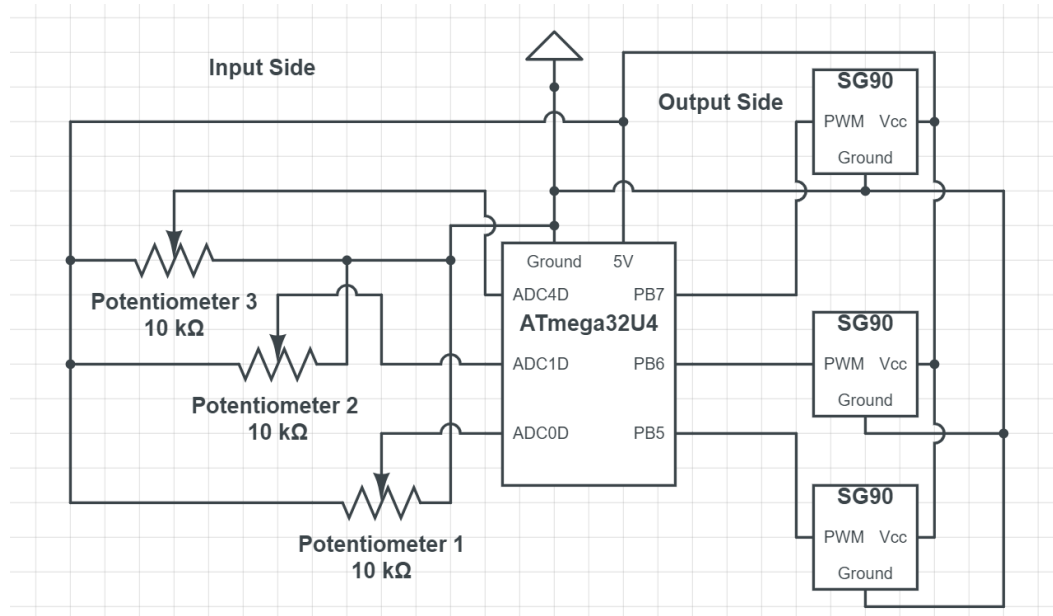 Input Side
Output Side
SG90
PWM Vcc
Ground
Ground 5V
ADC4D PB7
ATmega32U4
ADC1D PB6
ADC0D PB5
Potentiometer 3
10 kΩ
Potentiometer 2
10 kΩ
Potentiometer 1
10 kΩ
SG90
PWM Vcc
Ground
SG90
PWM Vcc
Ground